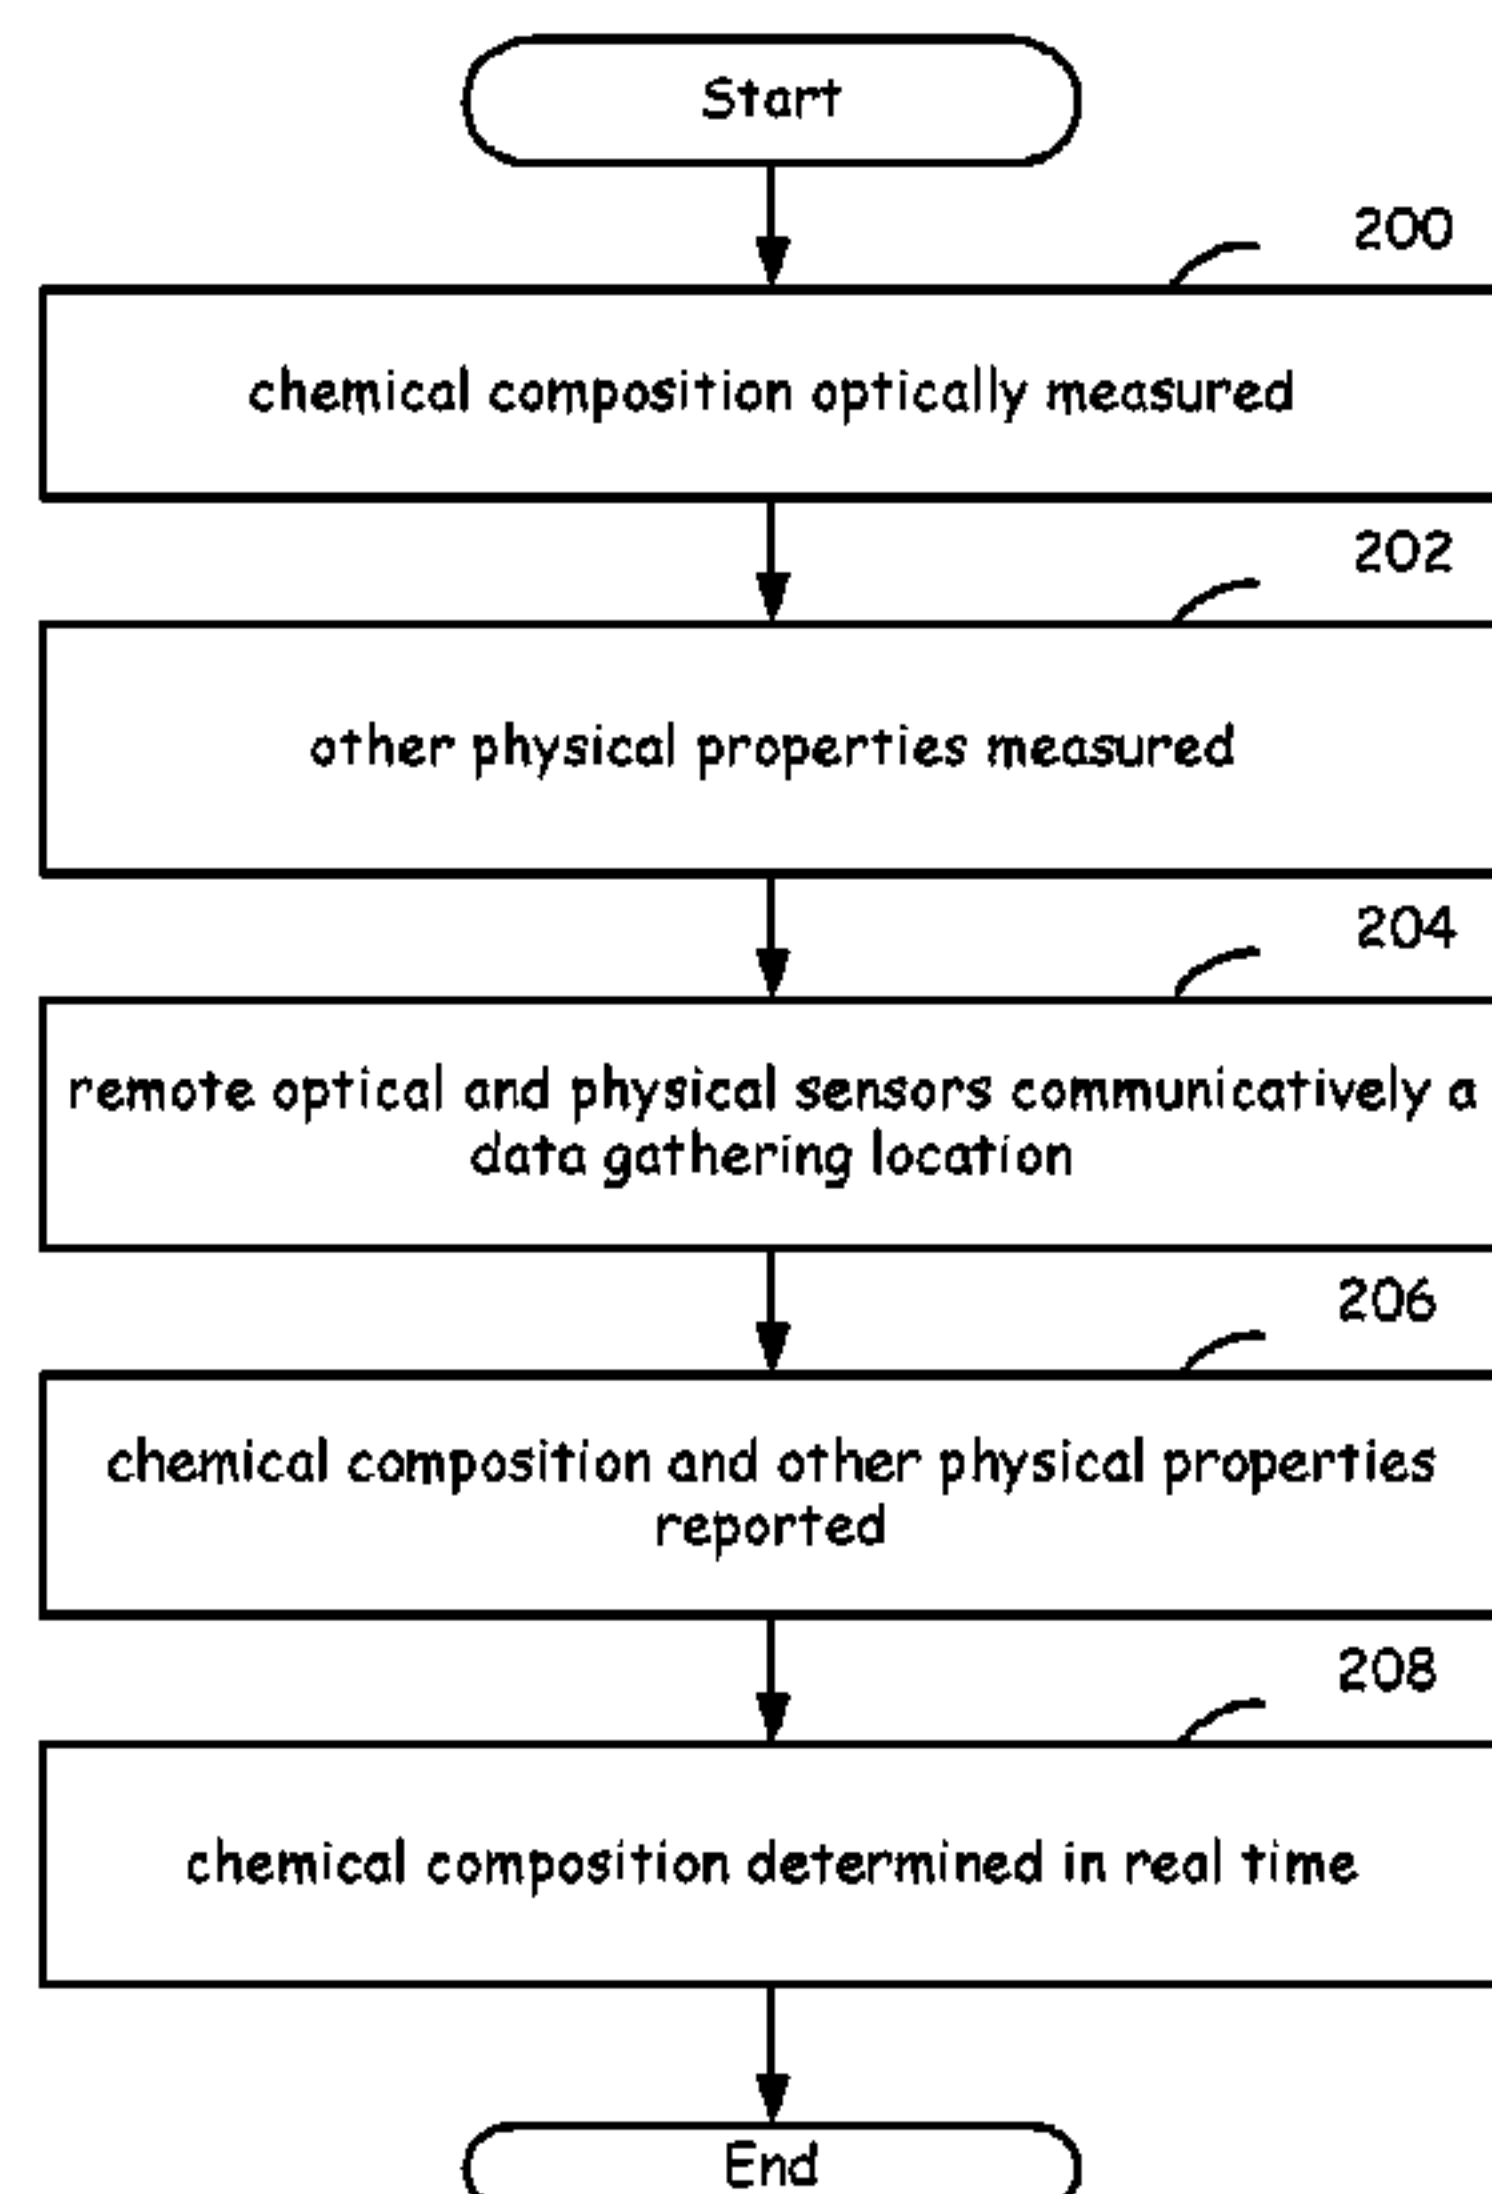 Start
200
chemical composition optically measured
202
other physical properties measured
204
remote optical and physical sensors communicatively a
data gathering location
206
chemical composition and other physical properties
reported
208
chemical composition determined in real time
End